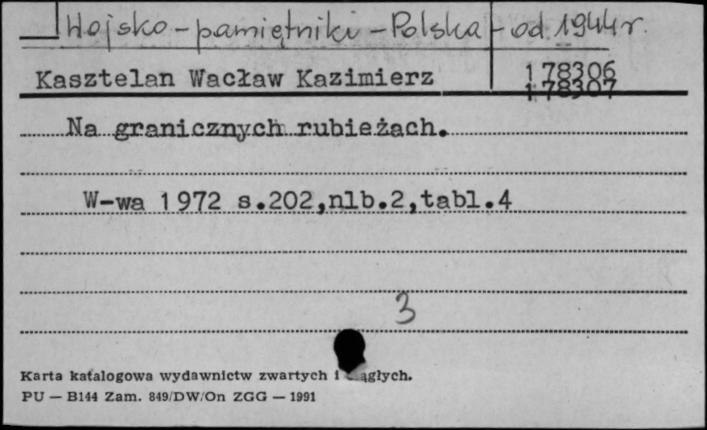 Wojsko - pamiętniki - Polska - od 1944 r.
Kasztelan Wacław Kazimierz 178306
178307
Na granicznych rubieżach.
W-wa 1972 s.202,nlb.2,tabl.4
3
Karta katalogowa wydawnictw zwartych i ągłych.
PU — B144 Zam. 849/DW/On ZGG — 1991